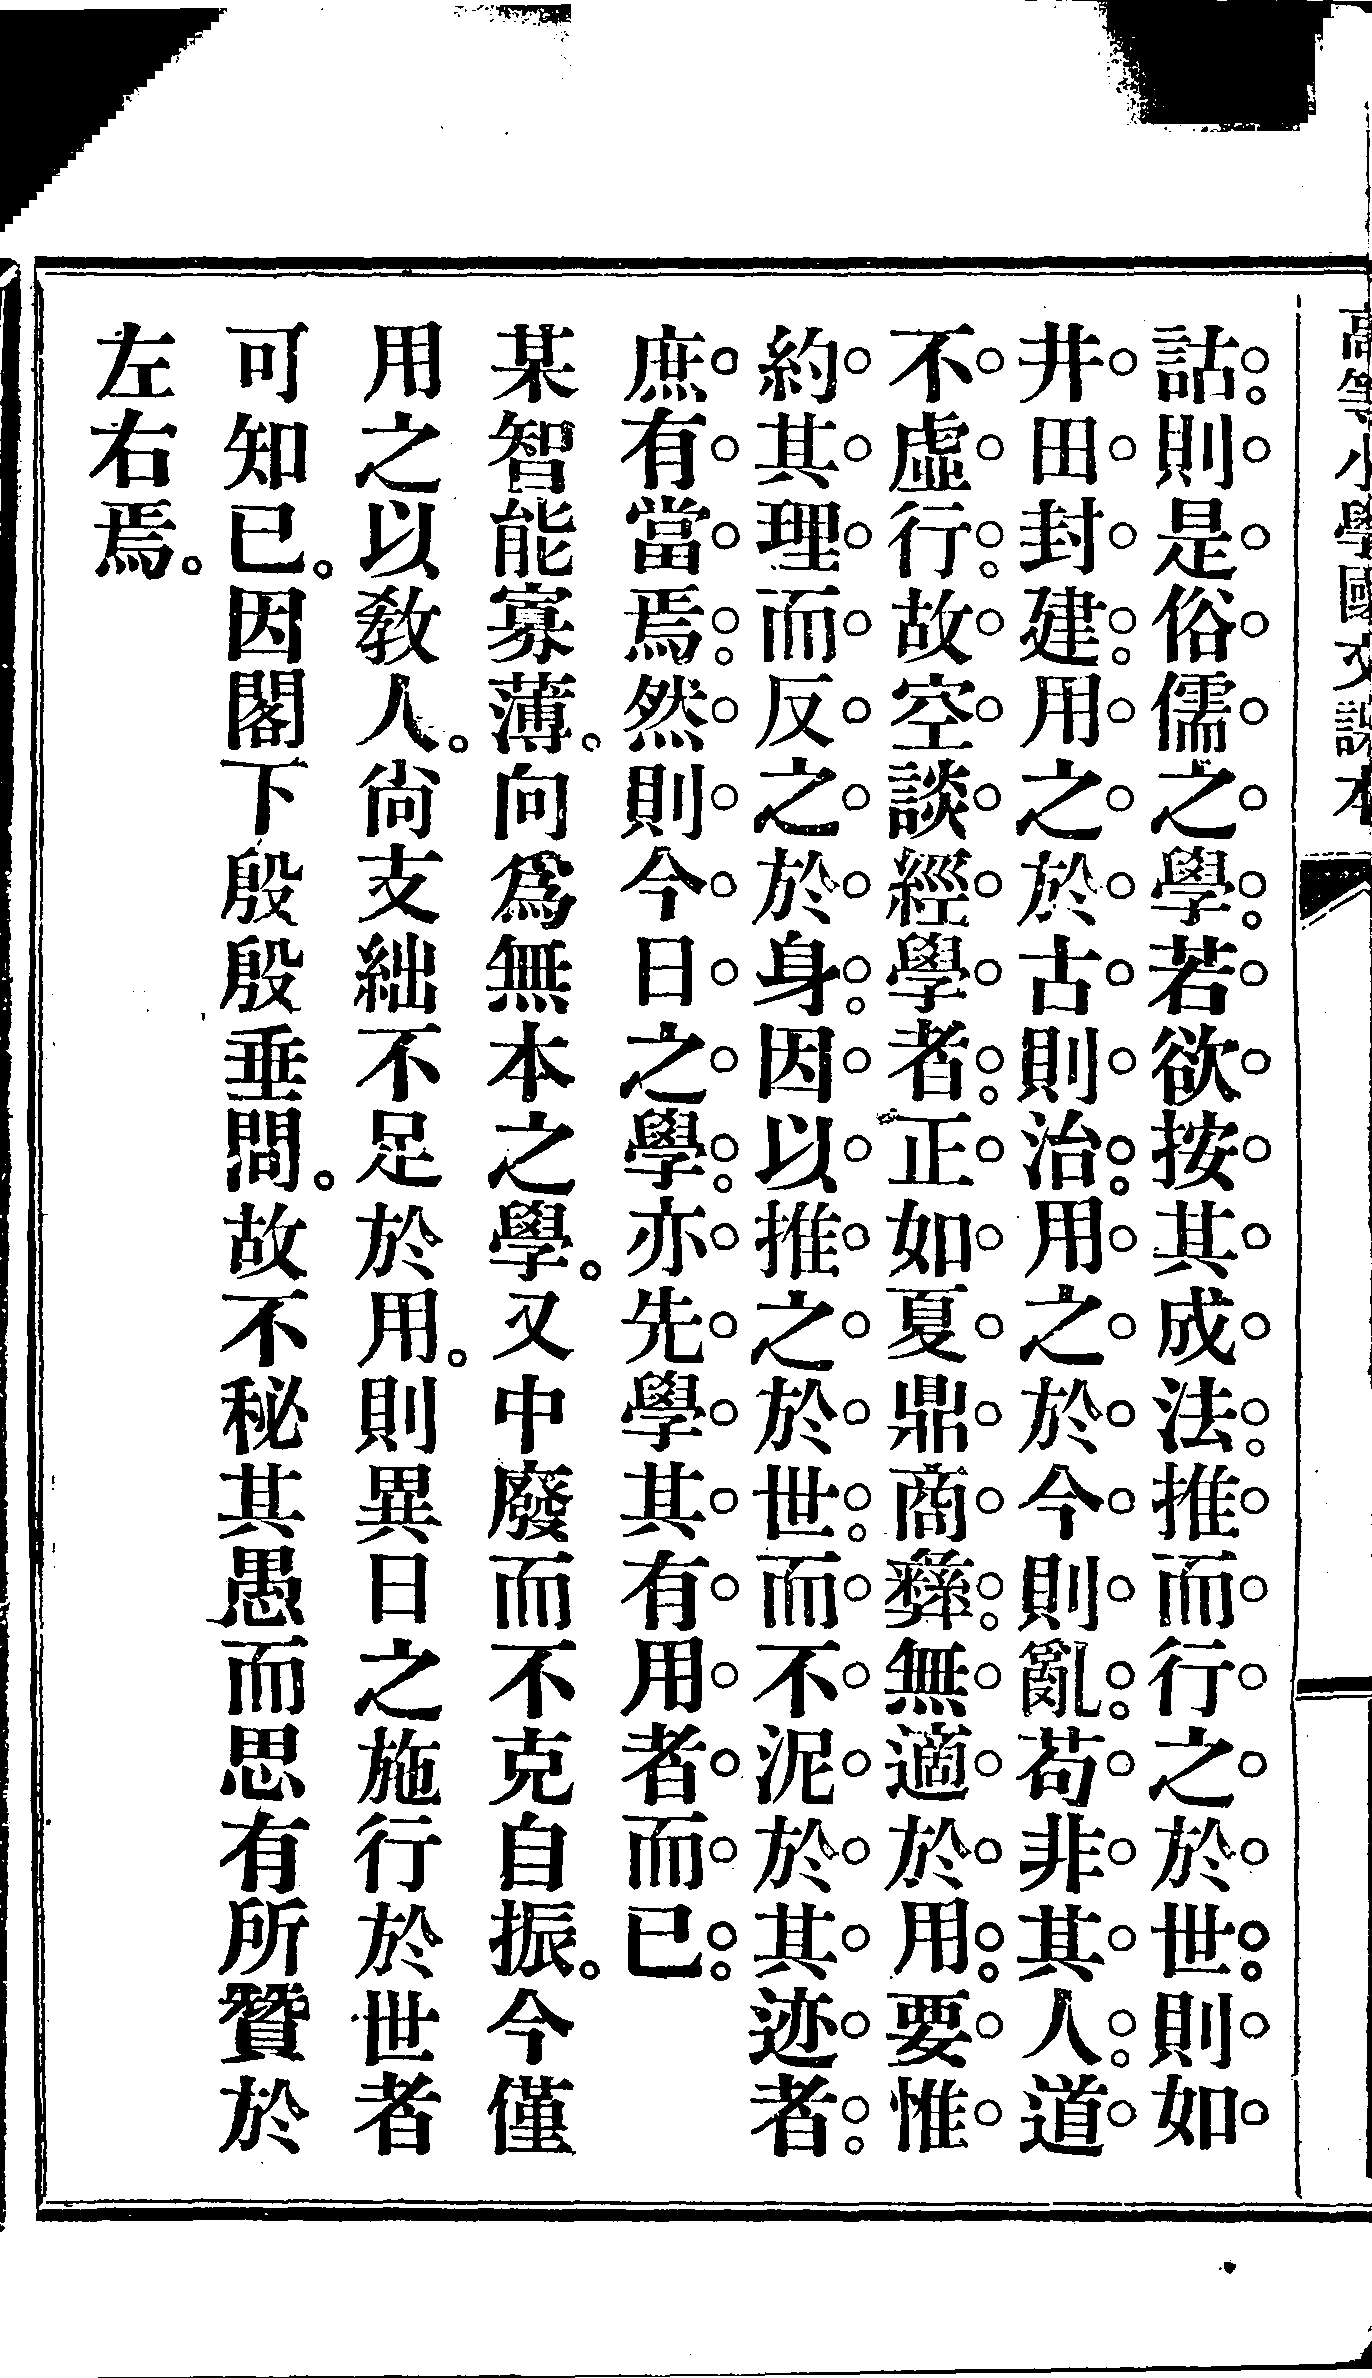 高等小學國文課本
詁。則是俗儒之學。若欲按其成法。推而行之於世。則如
井田封建。用之於古則治。用之於今則亂。苟非其人。道
不虛行。故空談經學者。正如夏鼎商彝。無適於用。要惟
約其理而反之於身。因以推之於世。而不泥於其迹者。
庶有當焉。然則今日之學。亦先學其有用者而已。
某智能寡薄。向爲無本之學。又中廢而不克自振。今僅
用之以敎人。尙支絀不足於用。則異日之施行於世者
可知已。因閣下殷殷垂問。故不秘其愚而思有所贊於
左右焉。